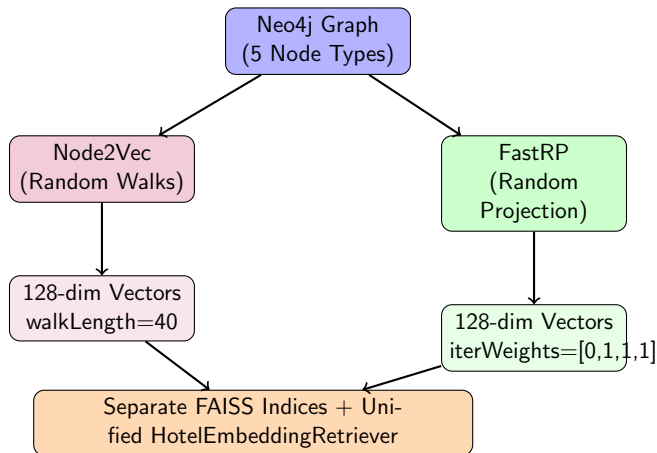 Neo4j Graph
(5 Node Types)
Node2Vec
(Random Walks)
FastRP
(Random
Projection)
128-dim Vectors
walkLength=40
128-dim Vectors
iterWeights=[0,1,1,1]
Separate FAISS Indices + Uni-
fied HotelEmbeddingRetriever